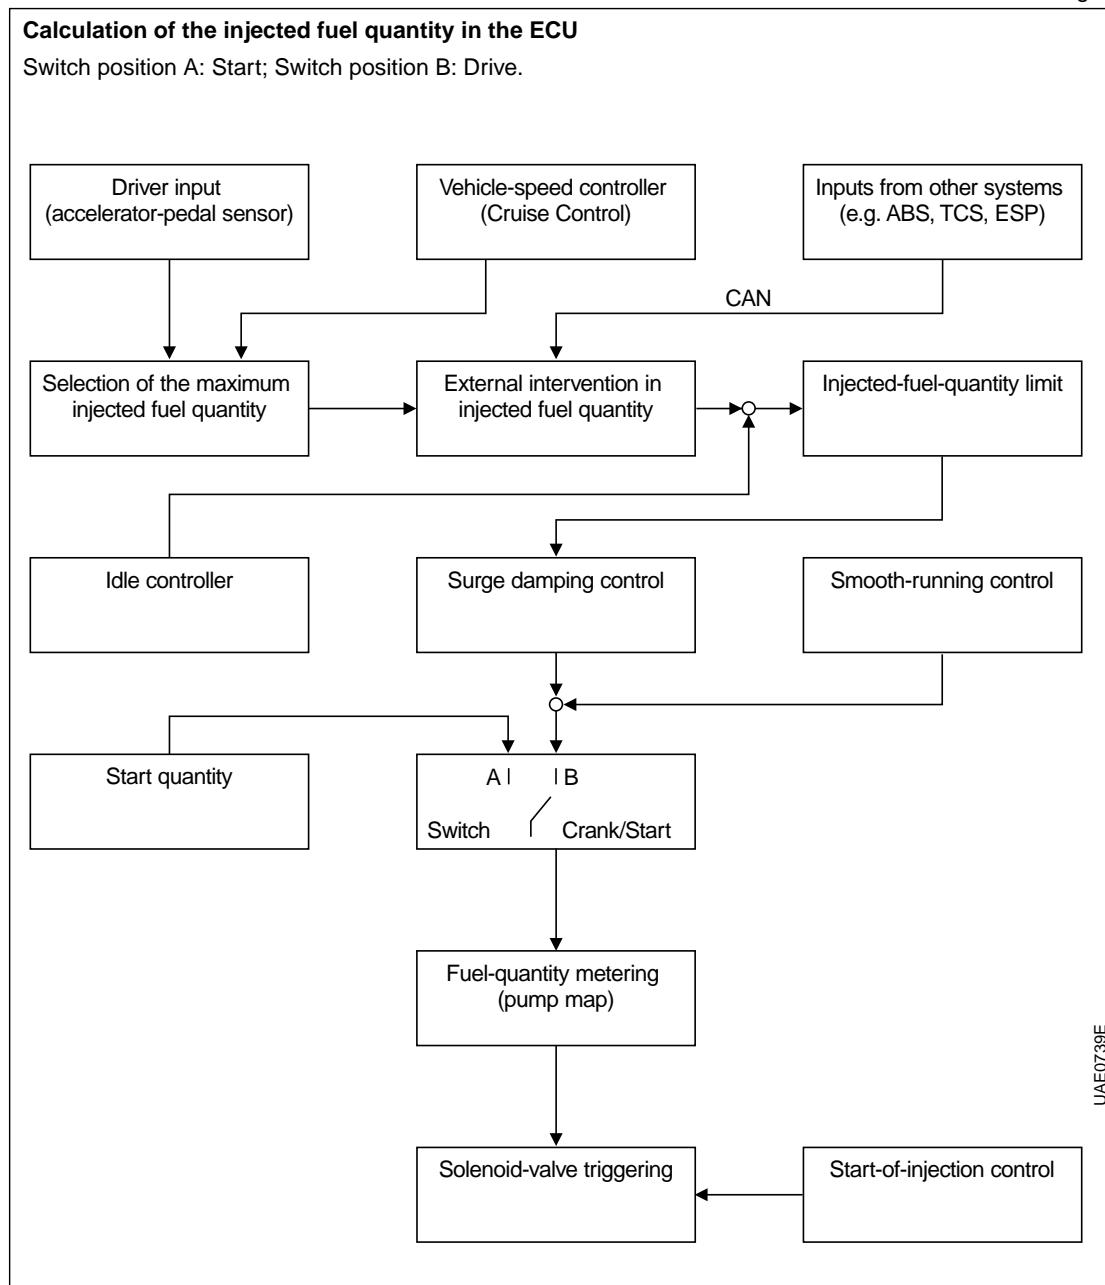 Calculation of the injected fuel quantity in the ECU
Switch position A: Start; Switch position B: Drive.
Driver input
(accelerator-pedal sensor)
Vehicle-speed controller
(Cruise Control)
Inputs from other systems
(e.g. ABS, TCS, ESP)
CAN
Selection of the maximum
injected fuel quantity
External intervention in
injected fuel quantity
Injected-fuel-quantity limit
Idle controller
Surge damping control
Smooth-running control
Start quantity
A
B
Switch
Crank/Start
Fuel-quantity metering
(pump map)
Solenoid-valve triggering
Start-of-injection control
UAE0739E